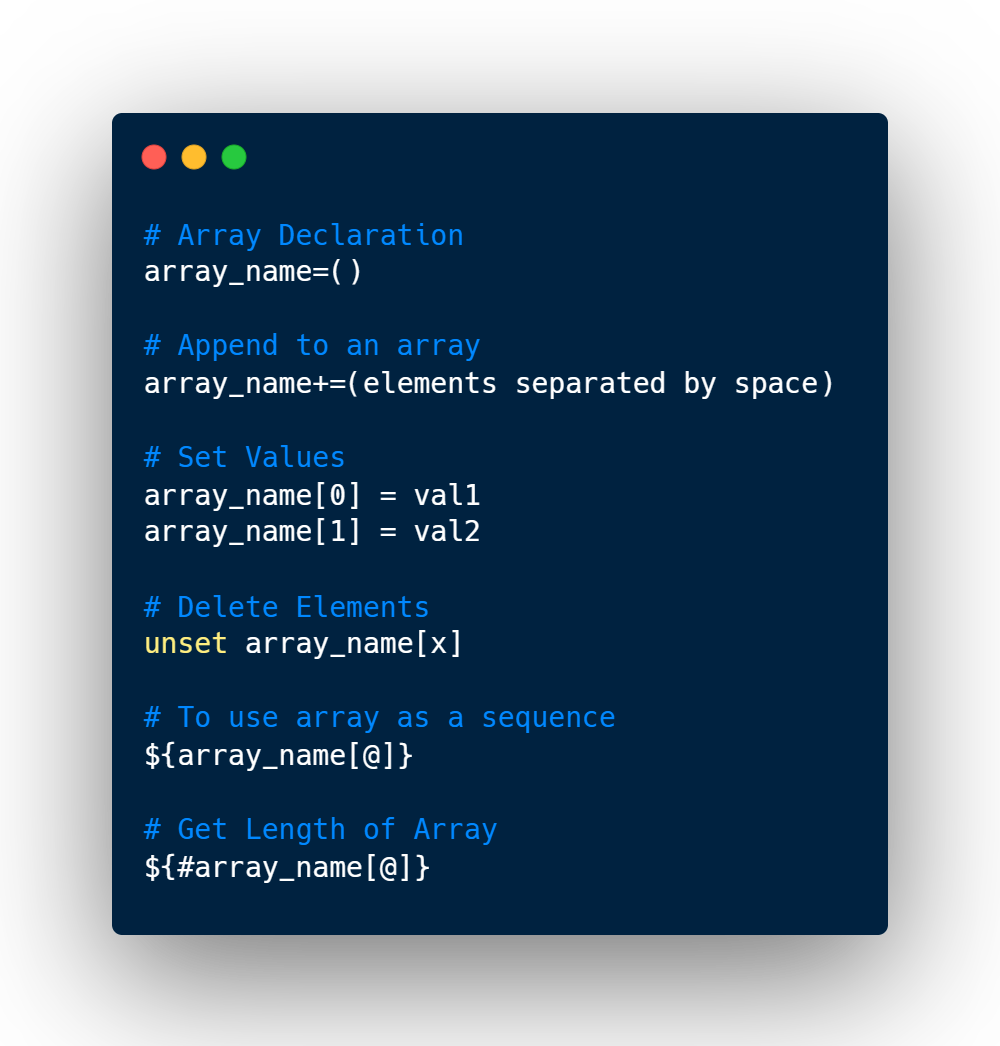 # Array Declaration
array_name=()
# Append to an array
array_name+=(elements separated by space)
# Set Values
array_name[0] = val1
array_name[1] = val2
# Delete Elements
unset array_name[x]
# To use array as a sequence
${array_name[@]}
# Get Length of Array
${#array_name[@]}